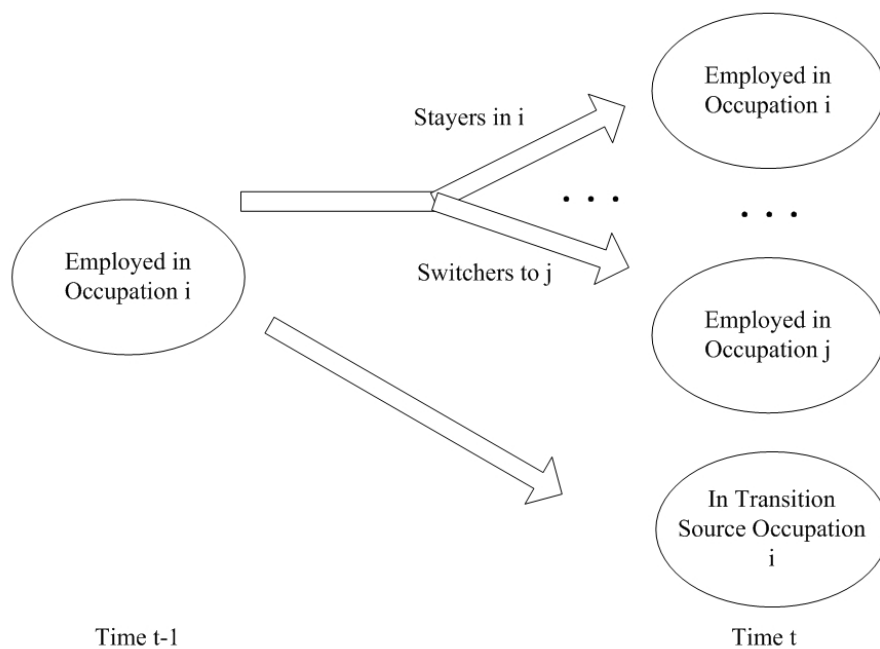 Employed in
Occupation i
Stayers in i
. . .
. . .
Employed in
Occupation i
Switchers to j
Employed in
Occupation j
In Transition
Source Occupation
i
Time t-1
Time t